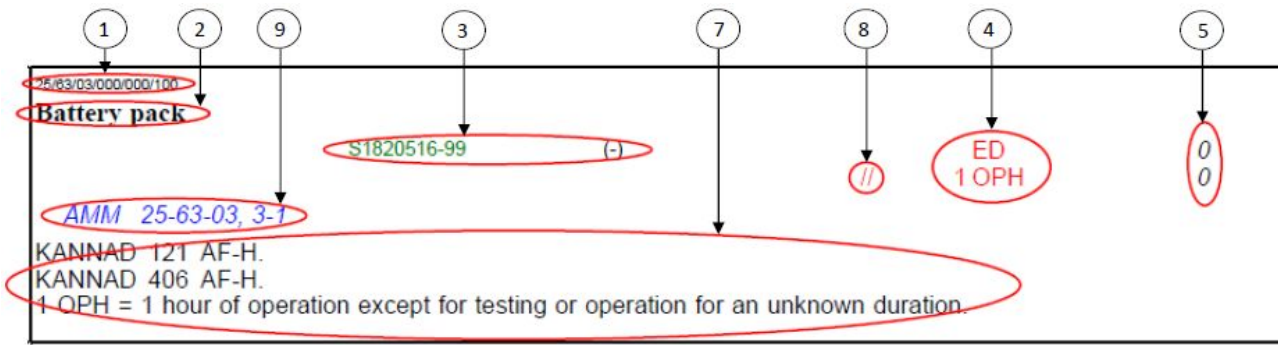 1 2 9 3 7 8 4 5
25/63/03/000/000/100
Battery pack
S1820516-99 (-) ED 0
// 1 OPH 0
AMM 25-63-03, 3-1
KANNAD 121 AF-H.
KANNAD 406 AF-H.
1 OPH = 1 hour of operation except for testing or operation for an unknown duration.